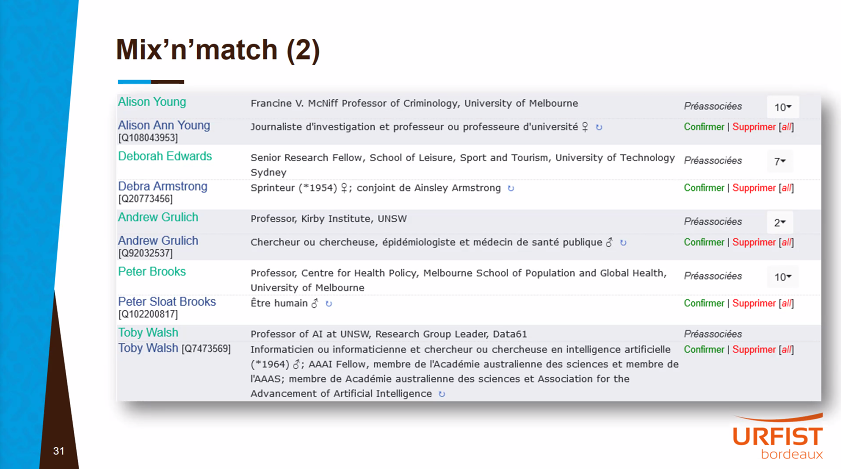 Mix'n'match (2)
Alison Young Francine V. McNiff Professor of Criminology, University of Melbourne Préassociées 10
Alison Ann Young Journaliste d'investigation et professeur ou professeure d'université ♀ ↻ Confirmer | Supprimer [all]
[Q108043953]
Deborah Edwards Senior Research Fellow, School of Leisure, Sport and Tourism, University of Technology Préassociées 7
Sydney
Debra Armstrong Sprinteur (*1954) ♀; conjoint de Ainsley Armstrong ↻ Confirmer | Supprimer [all]
[Q20773456]
Andrew Grulich Professor, Kirby Institute, UNSW Préassociées 2
Andrew Grulich Chercheur ou chercheuse, épidémiologiste et médecin de santé publique ♂ ↻ Confirmer | Supprimer [all]
[Q92032537]
Peter Brooks Professor, Centre for Health Policy, Melbourne School of Population and Global Health, Préassociées 10
University of Melbourne
Peter Sloat Brooks Être humain ♂ ↻ Confirmer | Supprimer [all]
[Q102200817]
Toby Walsh Professor of AI at UNSW, Research Group Leader, Data61 Préassociées
Toby Walsh [Q7473569] Informaticien ou informaticienne et chercheur ou chercheuse en intelligence artificielle Confirmer | Supprimer [all]
(*1964) ♂; AAAI Fellow, membre de l'Académie australienne des sciences et membre de
l'AAAS; membre de Académie australienne des sciences et Association for the
Advancement of Artificial Intelligence ↻
31
URFIST
bordeaux